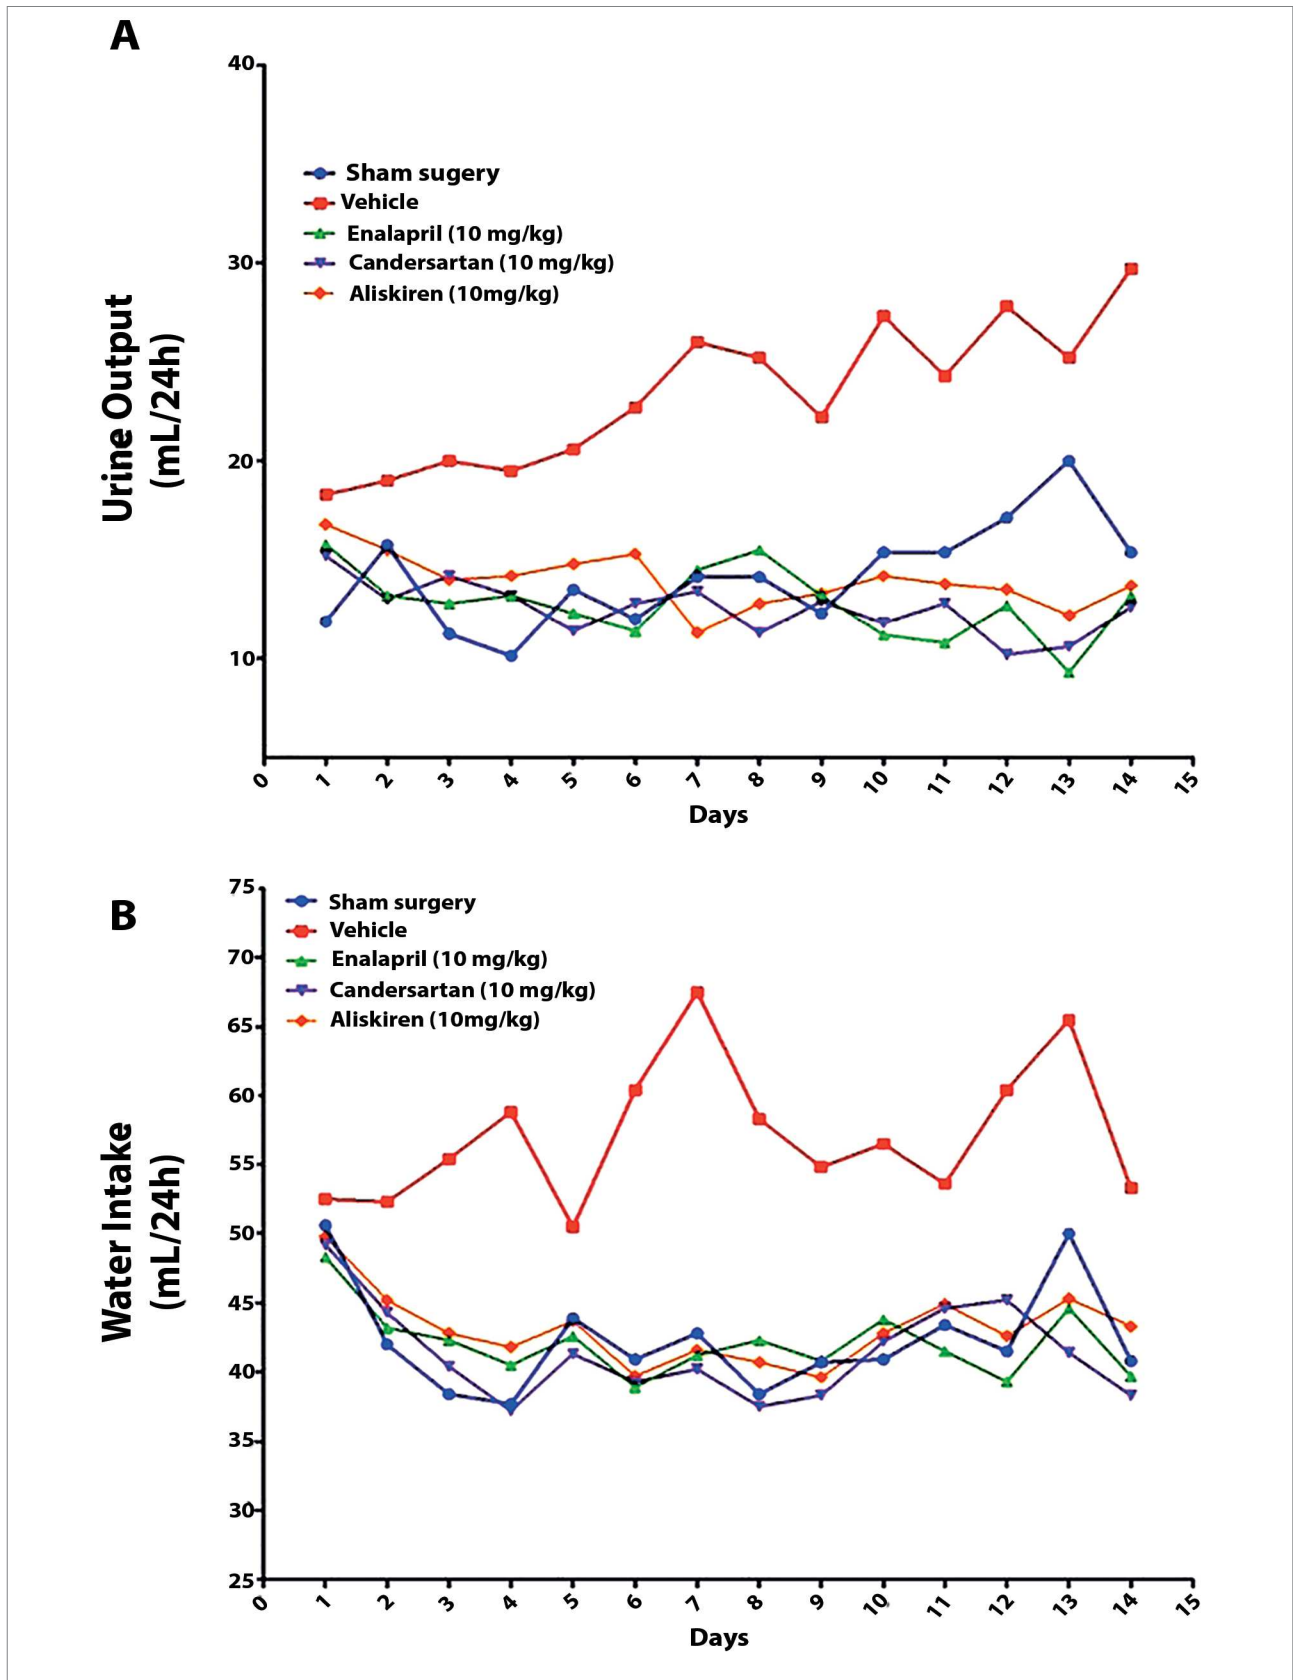 A
40
30
20
10
Sham sugery
Vehicle
Enalapril (10 mg/kg)
Candersartan (10 mg/kg)
Aliskiren (10mg/kg)
Urine Output
(mL/24h)
0 1 2 3 4 5 6 7 8 9 10 11 12 13 14 15
Days
B
75
70
65
60
55
50
45
40
35
30
25
Sham surgery
Vehicle
Enalapril (10 mg/kg)
Candersartan (10 mg/kg)
Aliskiren (10mg/kg)
Water Intake
(mL/24h)
0 1 2 3 4 5 6 7 8 9 10 11 12 13 14 15
Days